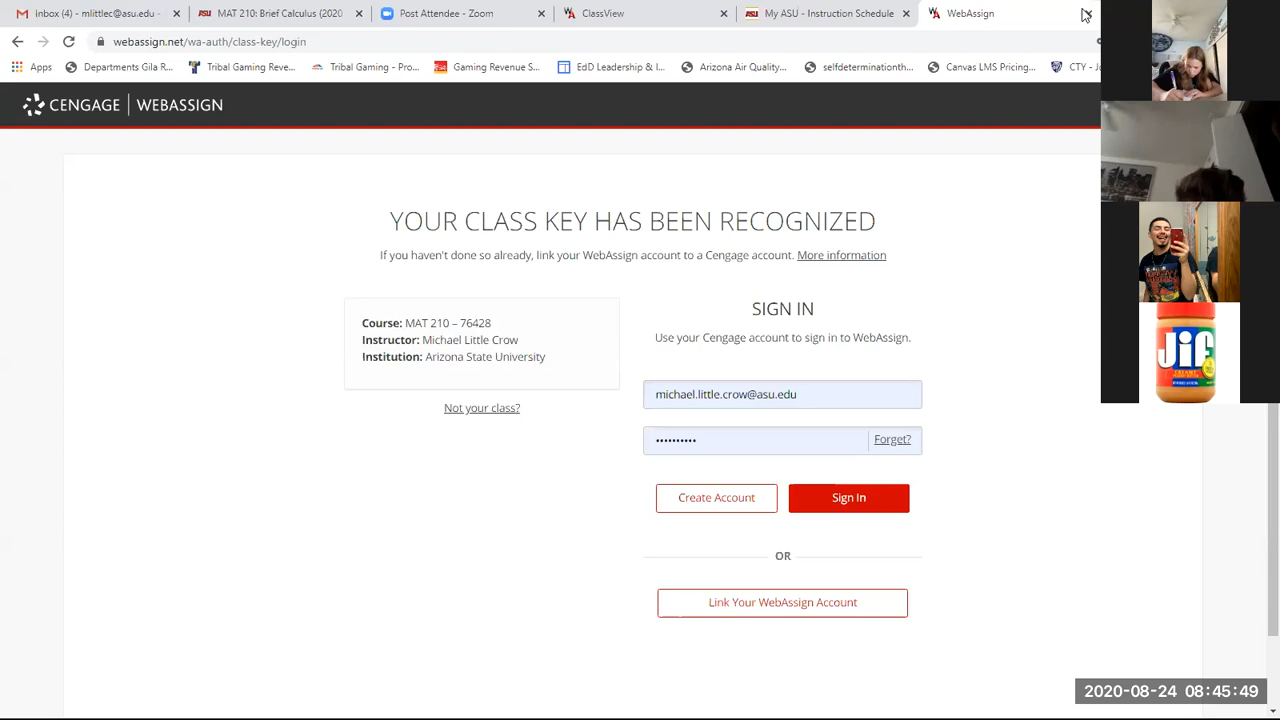 Inbox (4) - mlittlec@asu.edu -
MAT 210: Brief Calculus (2020
Post Attendee - Zoom
ClassView
My ASU - Instruction Schedule
WebAssign
webassign.net/wa-auth/class-key/login
Apps
Departments Gila R...
Tribal Gaming Reve...
Tribal Gaming - Pro...
Gaming Revenue S...
EdD Leadership & I...
Arizona Air Quality...
selfdeterminationth...
Canvas LMS Pricing...
CTY - Jo
CENGAGE | WEBASSIGN
YOUR CLASS KEY HAS BEEN RECOGNIZED
If you haven't done so already, link your WebAssign account to a Cengage account. More information
Course: MAT 210 – 76428
Instructor: Michael Little Crow
Institution: Arizona State University
Not your class?
SIGN IN
Use your Cengage account to sign in to WebAssign.
michael.little.crow@asu.edu
••••••••••
Forget?
Create Account
Sign In
OR
Link Your WebAssign Account
Jif
CREAMY
2020-08-24 08:45:49